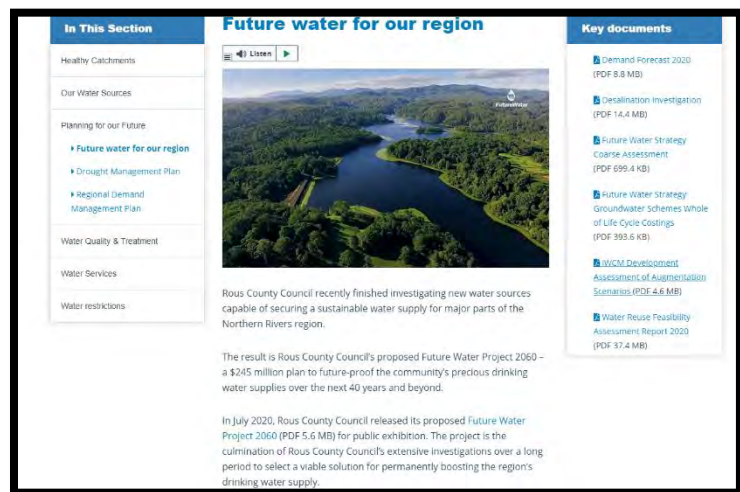 In This Section
Healthy Catchments
Our Water Sources
Planning for our Future
Future water for our region
Drought Management Plan
Regional Demand
Management Plan
Water Quality & Treatment
Water Services
Water restrictions
Future water for our region
Listen
FutureWater
Rous County Council recently finished investigating new water sources
capable of securing a sustainable water supply for major parts of the
Northern Rivers region.
The result is Rous County Council's proposed Future Water Project 2060 –
a $245 million plan to future-proof the community's precious drinking
water supplies over the next 40 years and beyond.
In July 2020, Rous County Council released its proposed Future Water
Project 2060 (PDF 5.6 MB) for public exhibition. The project is the
culmination of Rous County Council's extensive investigations over a long
period to select a viable solution for permanently boosting the region's
drinking water supply.
Key documents
Demand Forecast 2020
(PDF 8.8 MB)
Desalination Investigation
(PDF 14.4 MB)
Future Water Strategy
Coarse Assessment
(PDF 699.4 KB)
Future Water Strategy
Groundwater Schemes Whole
of Life Cycle Costings
(PDF 393.6 KB)
IWCM Development
Assessment of Augmentation
Scenarios (PDF 4.6 MB)
Water Reuse Feasibility
Assessment Report 2020
(PDF 37.4 MB)